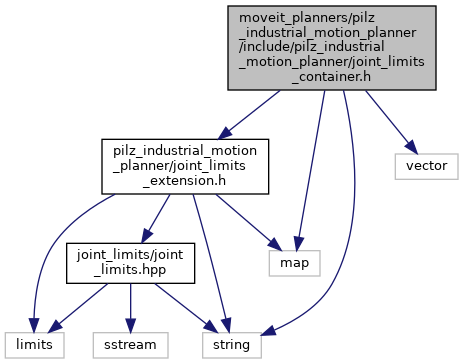 moveit_planners/pilz
_industrial_motion_planner
/include/pilz_industrial
_motion_planner/joint_limits
_container.h
pilz_industrial_motion
_planner/joint_limits
_extension.h
vector
joint_limits/joint
_limits.hpp
map
limits
sstream
string